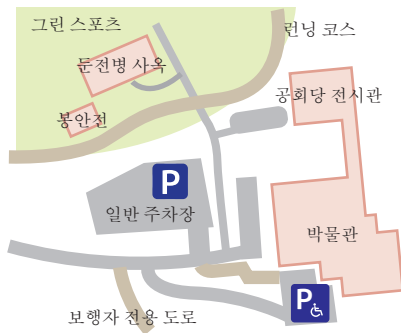 그린 스포츠
런닝 코스
둔전병 사옥
공회당 전시관
봉안전
P
일반 주차장
박물관
P
보행자 전용 도로